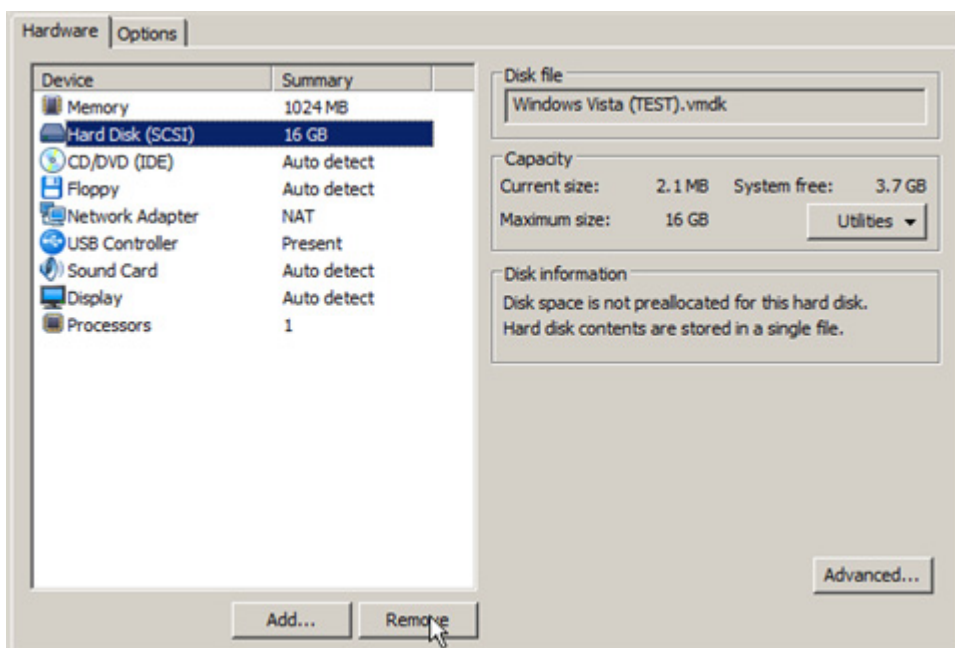 Hardware Options
Device Summary
Memory 1024 MB
Hard Disk (SCSI) 16 GB
CD/DVD (IDE) Auto detect
Floppy Auto detect
Network Adapter NAT
USB Controller Present
Sound Card Auto detect
Display Auto detect
Processors 1
Add... Remove
Disk file
Windows Vista (TEST).vmdk
Capacity
Current size: 2.1 MB System free: 3.7 GB
Maximum size: 16 GB Utilities
Disk information
Disk space is not preallocated for this hard disk.
Hard disk contents are stored in a single file.
Advanced...